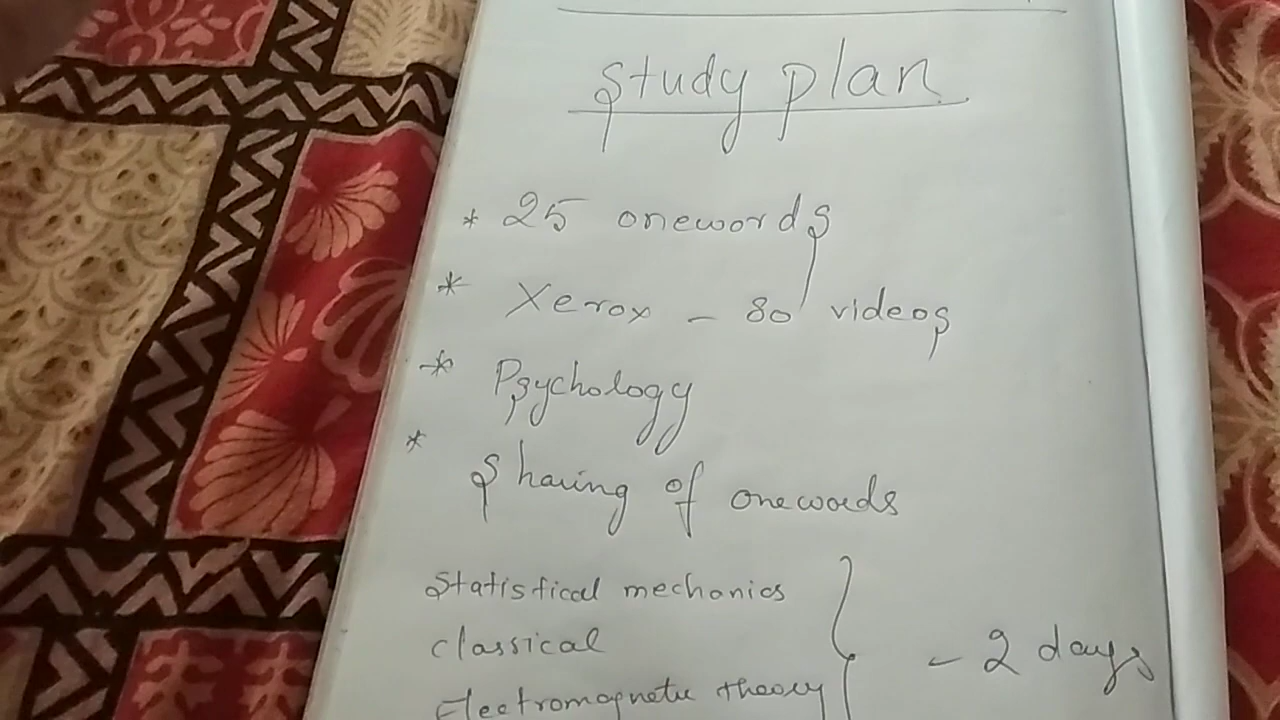 Study plan
* 25 onewords
* Xerox - 80 videos
* Psychology
* Sharing of onewords
Statistical mechanics
classical
Electromagnetic theory
- 2 days